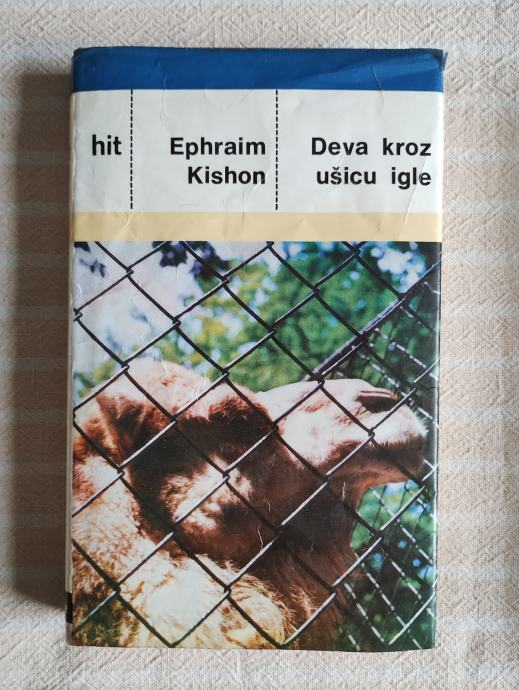 hit
Ephraim
Kishon
Deva kroz
ušicu igle